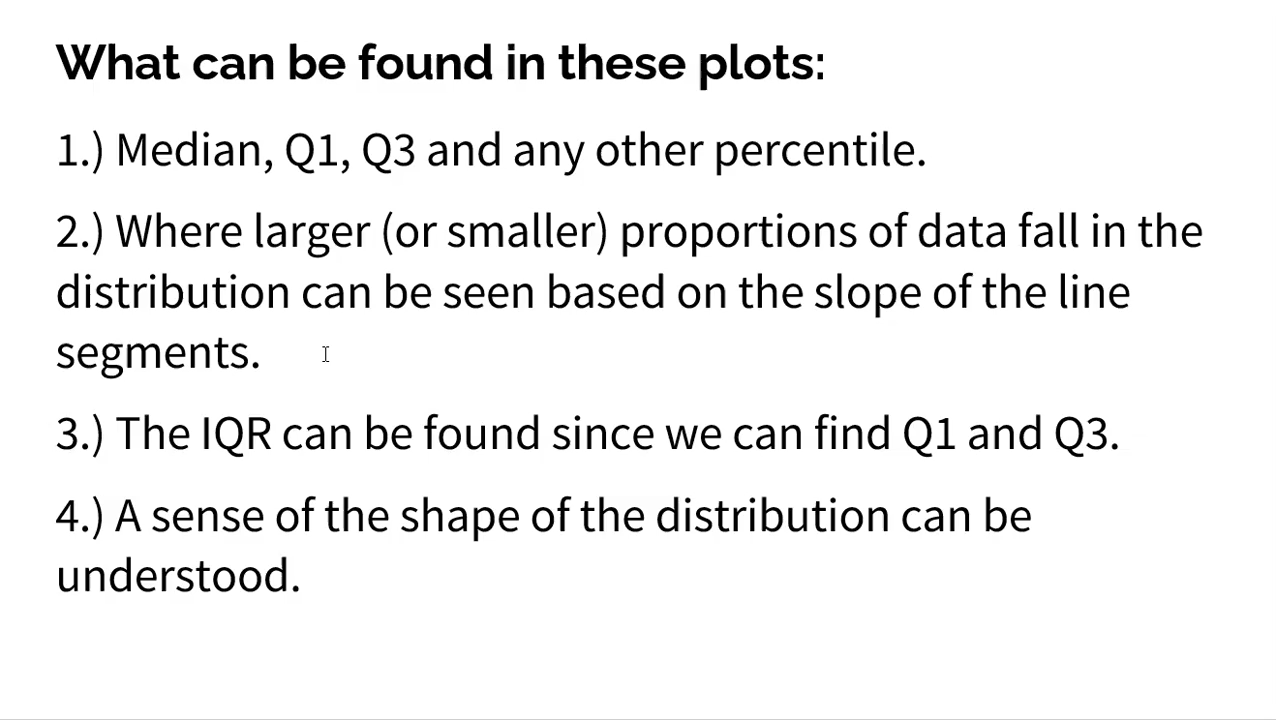 What can be found in these plots:
1.) Median, Q1, Q3 and any other percentile.
2.) Where larger (or smaller) proportions of data fall in the
distribution can be seen based on the slope of the line
segments.
3.) The IQR can be found since we can find Q1 and Q3.
4.) A sense of the shape of the distribution can be
understood.